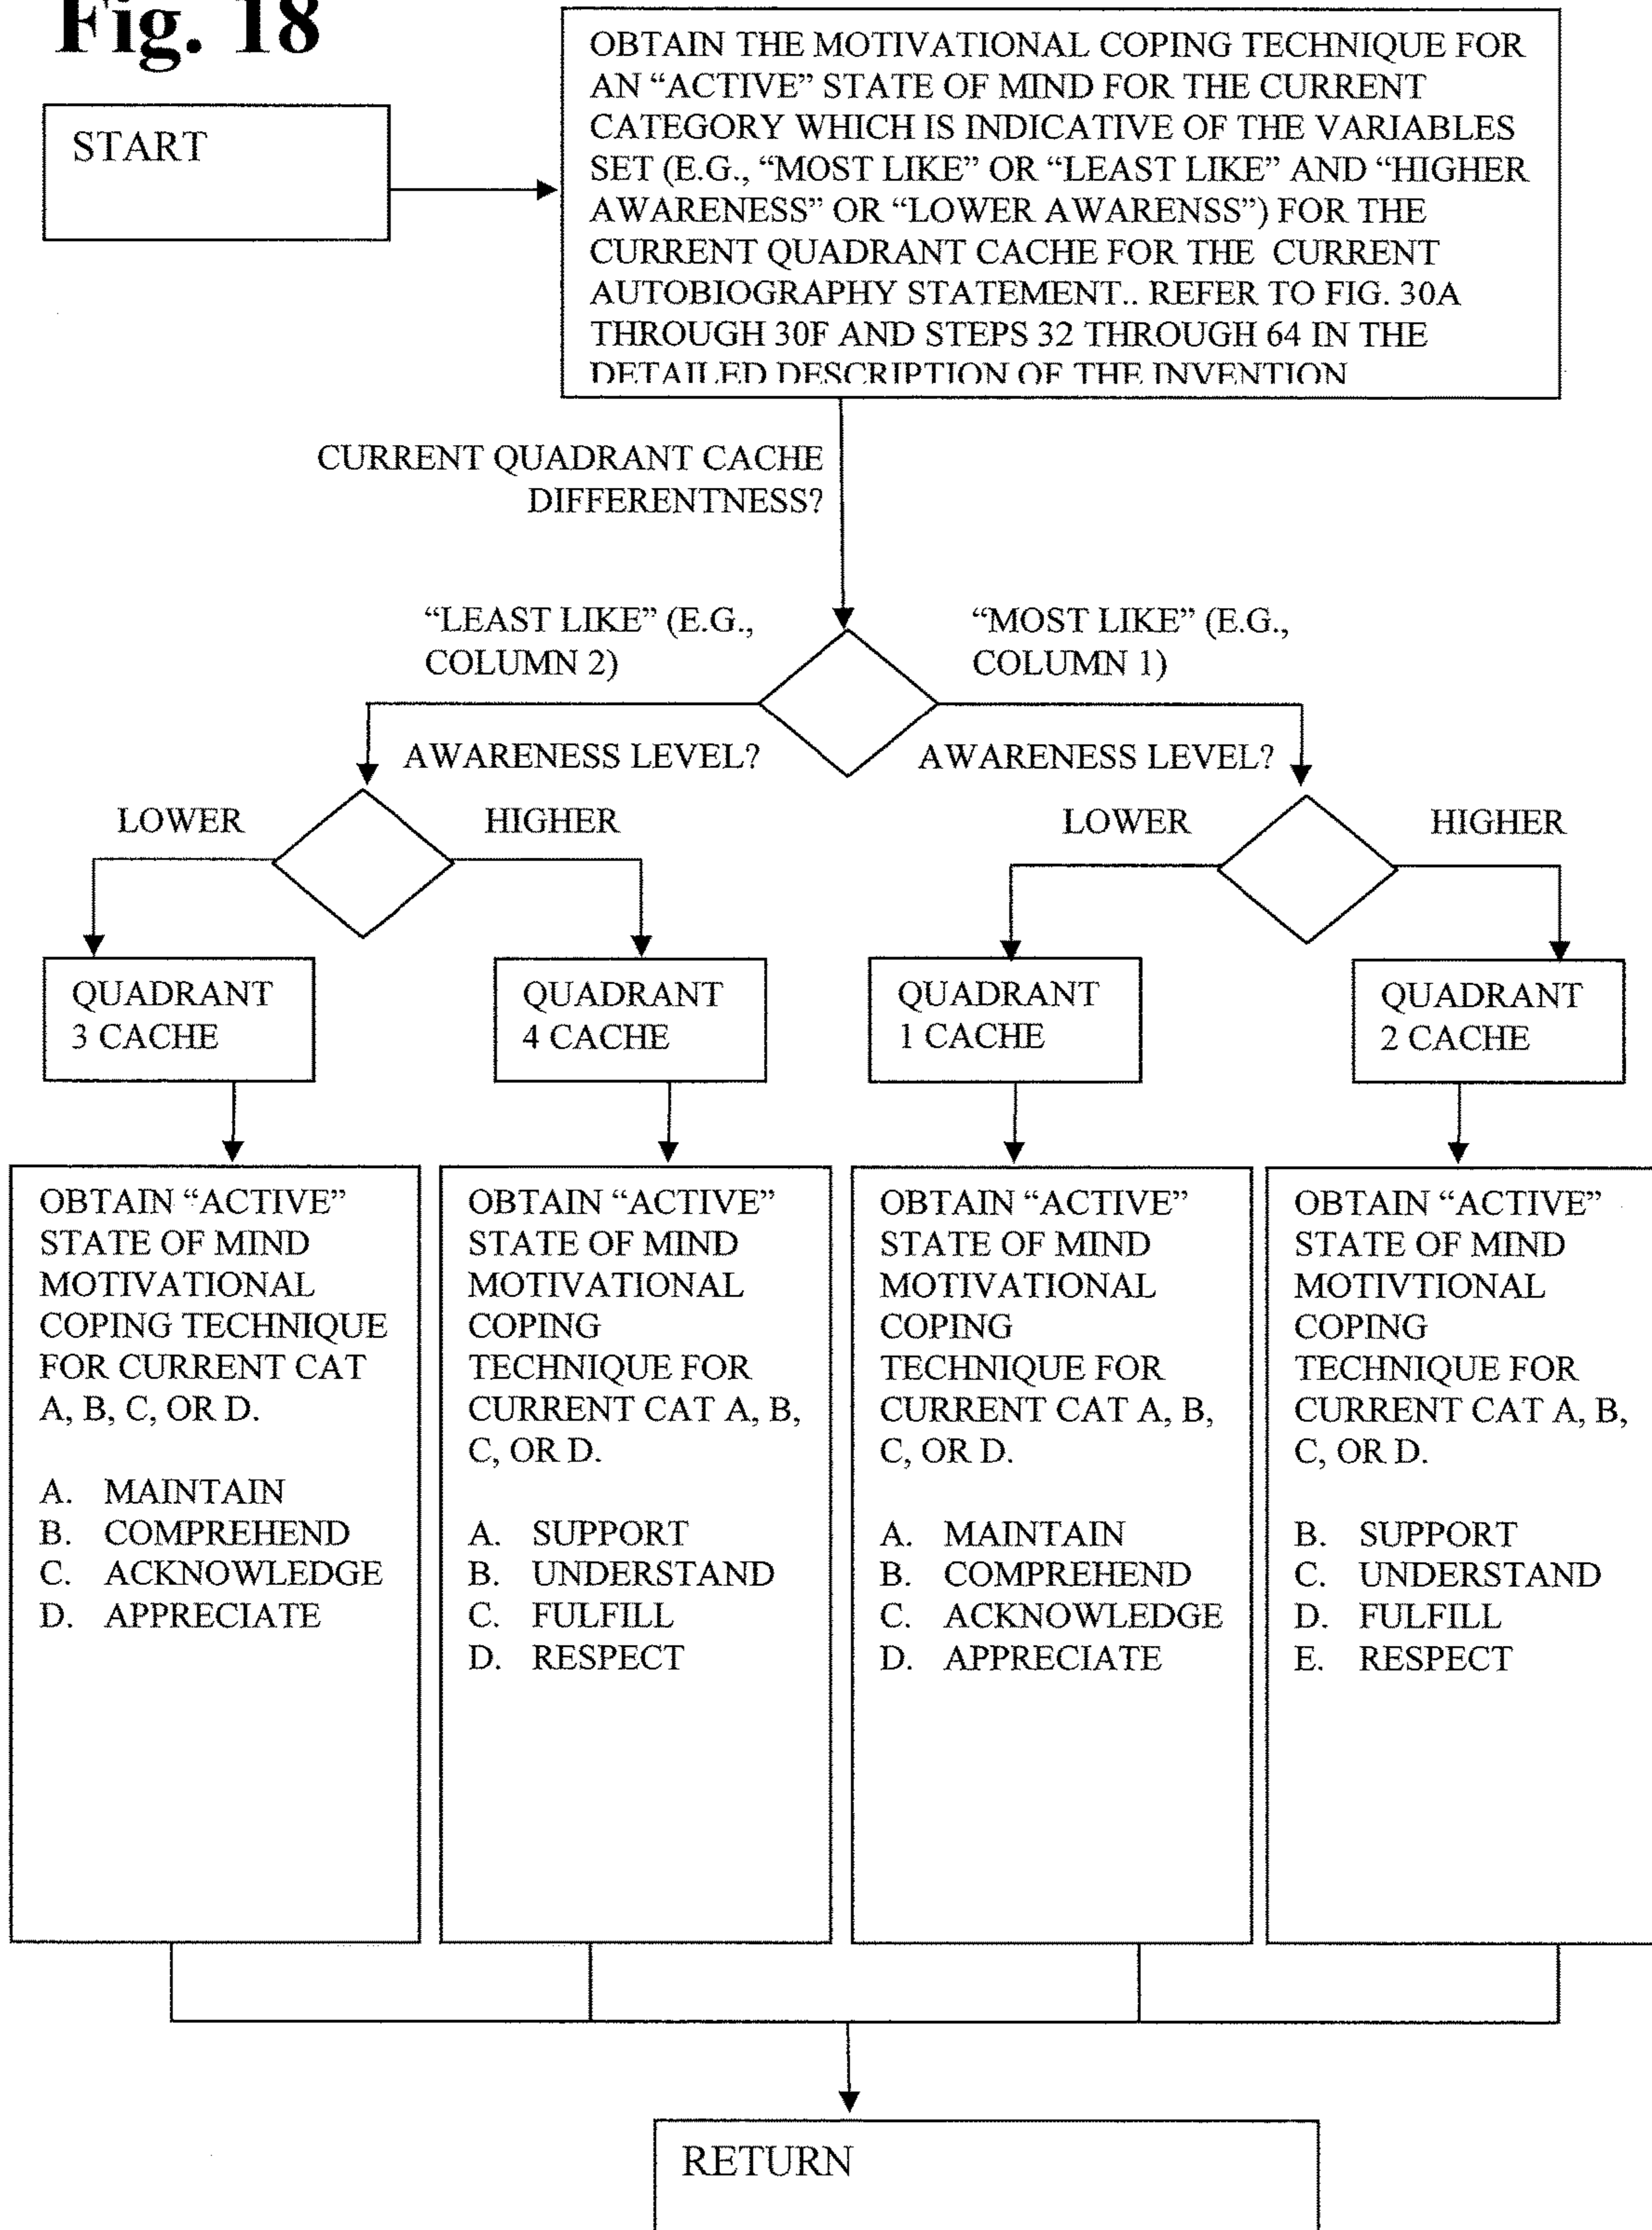 Fig. 18
START
OBTAIN THE MOTIVATIONAL COPING TECHNIQUE FOR
AN “ACTIVE” STATE OF MIND FOR THE CURRENT
CATEGORY WHICH IS INDICATIVE OF THE VARIABLES
SET (E.G., “MOST LIKE” OR “LEAST LIKE” AND “HIGHER
AWARENESS” OR “LOWER AWARENSS”) FOR THE
CURRENT QUADRANT CACHE FOR THE CURRENT
AUTOBIOGRAPHY STATEMENT.. REFER TO FIG. 30A
THROUGH 30F AND STEPS 32 THROUGH 64 IN THE
DETAILED DESCRIPTION OF THE INVENTION
CURRENT QUADRANT CACHE
DIFFERENTNESS?
“LEAST LIKE” (E.G.,
COLUMN 2)
“MOST LIKE” (E.G.,
COLUMN 1)
AWARENESS LEVEL?
AWARENESS LEVEL?
LOWER
HIGHER
LOWER
HIGHER
QUADRANT
3 CACHE
QUADRANT
4 CACHE
QUADRANT
1 CACHE
QUADRANT
2 CACHE
OBTAIN “ACTIVE”
STATE OF MIND
MOTIVATIONAL
COPING TECHNIQUE
FOR CURRENT CAT
A, B, C, OR D.
A. MAINTAIN
B. COMPREHEND
C. ACKNOWLEDGE
D. APPRECIATE
OBTAIN “ACTIVE”
STATE OF MIND
MOTIVATIONAL
COPING
TECHNIQUE FOR
CURRENT CAT A, B,
C, OR D.
A. SUPPORT
B. UNDERSTAND
C. FULFILL
D. RESPECT
OBTAIN “ACTIVE”
STATE OF MIND
MOTIVATIONAL
COPING
TECHNIQUE FOR
CURRENT CAT A, B,
C, OR D.
A. MAINTAIN
B. COMPREHEND
C. ACKNOWLEDGE
D. APPRECIATE
OBTAIN “ACTIVE”
STATE OF MIND
MOTIVTIONAL
COPING
TECHNIQUE FOR
CURRENT CAT A, B,
C, OR D.
B. SUPPORT
C. UNDERSTAND
D. FULFILL
E. RESPECT
RETURN